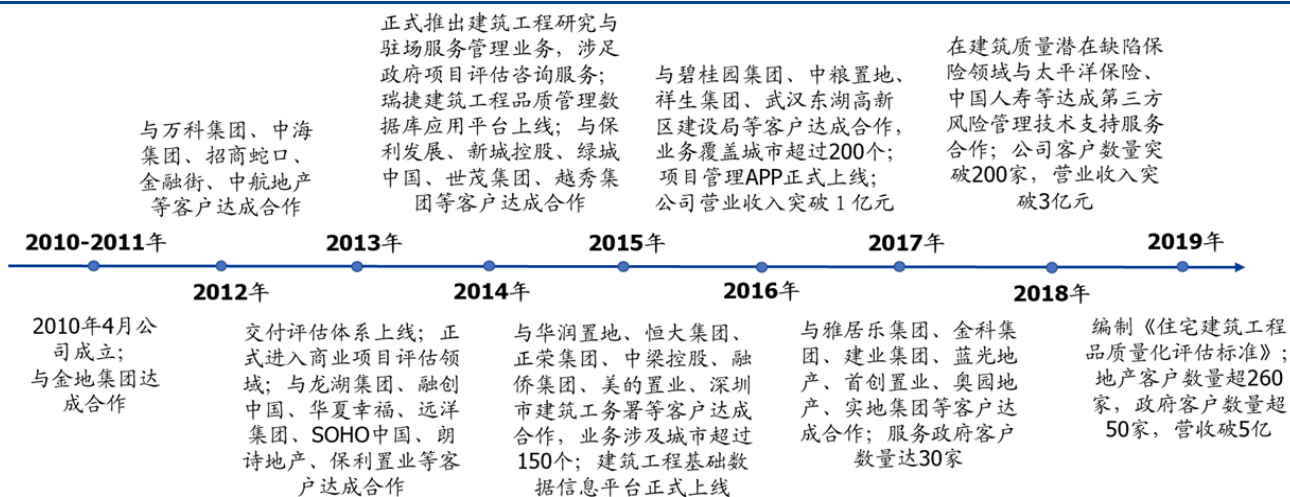 与万科集团、中海
集团、招商蛇口、
金融街、中航地产
等客户达成合作
正式推出建筑工程研究与
驻场服务管理业务，涉足
政府项目评估咨询服务；
瑞捷建筑工程品质管理数
据库应用平台上线；与保
利发展、新城控股、绿城
中国、世茂集团、越秀集
团等客户达成合作
与碧桂园集团、中粮置地、
祥生集团、武汉东湖高新
区建设局等客户达成合作，
业务覆盖城市超过200个；
项目管理APP正式上线；
公司营业收入突破１亿元
在建筑质量潜在缺陷保
险领域与太平洋保险、
中国人寿等达成第三方
风险管理技术支持服务
合作；公司客户数量突
破200家，营业收入突
破3亿元
2010-2011年
2013年
2015年
2017年
2019年
2012年
2014年
2016年
2018年
2010年4月公
司成立；
与金地集团达
成合作
交付评估体系上线；正
式进入商业项目评估领
域；与龙湖集团、融创
中国、华夏幸福、远洋
集团、SOHO中国、朗
诗地产、保利置业等客
户达成合作
与华润置地、恒大集团、
正荣集团、中梁控股、融
侨集团、美的置业、深圳
市建筑工务署等客户达成
合作，业务涉及城市超过
150个；建筑工程基础数
据信息平台正式上线
与雅居乐集团、金科集
团、建业集团、蓝光地
产、首创置业、奥园地
产、实地集团等客户达
成合作；服务政府客户
数量达30家
编制《住宅建筑工程
品质量化评估标准》；
地产客户数量超260
家，政府客户数量超
50家，营收破5亿